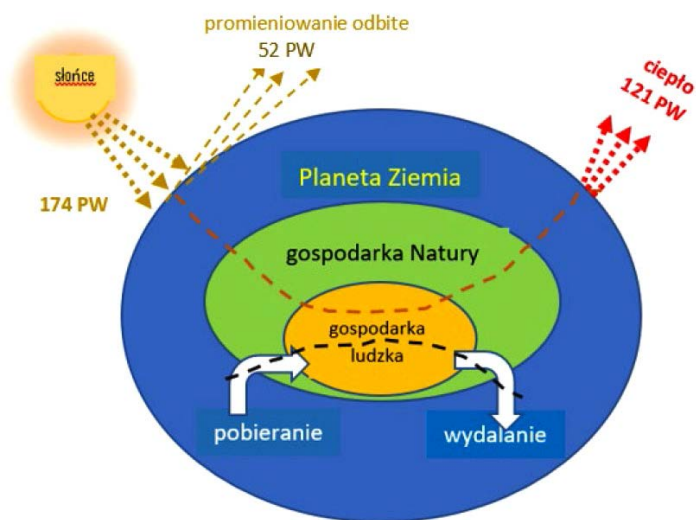 promieniowanie odbite
52 PW
słońce
ciepło
121 PW
174 PW
Planeta Ziemia
gospodarka Natury
gospodarka
ludzka
pobieranie
wydalanie